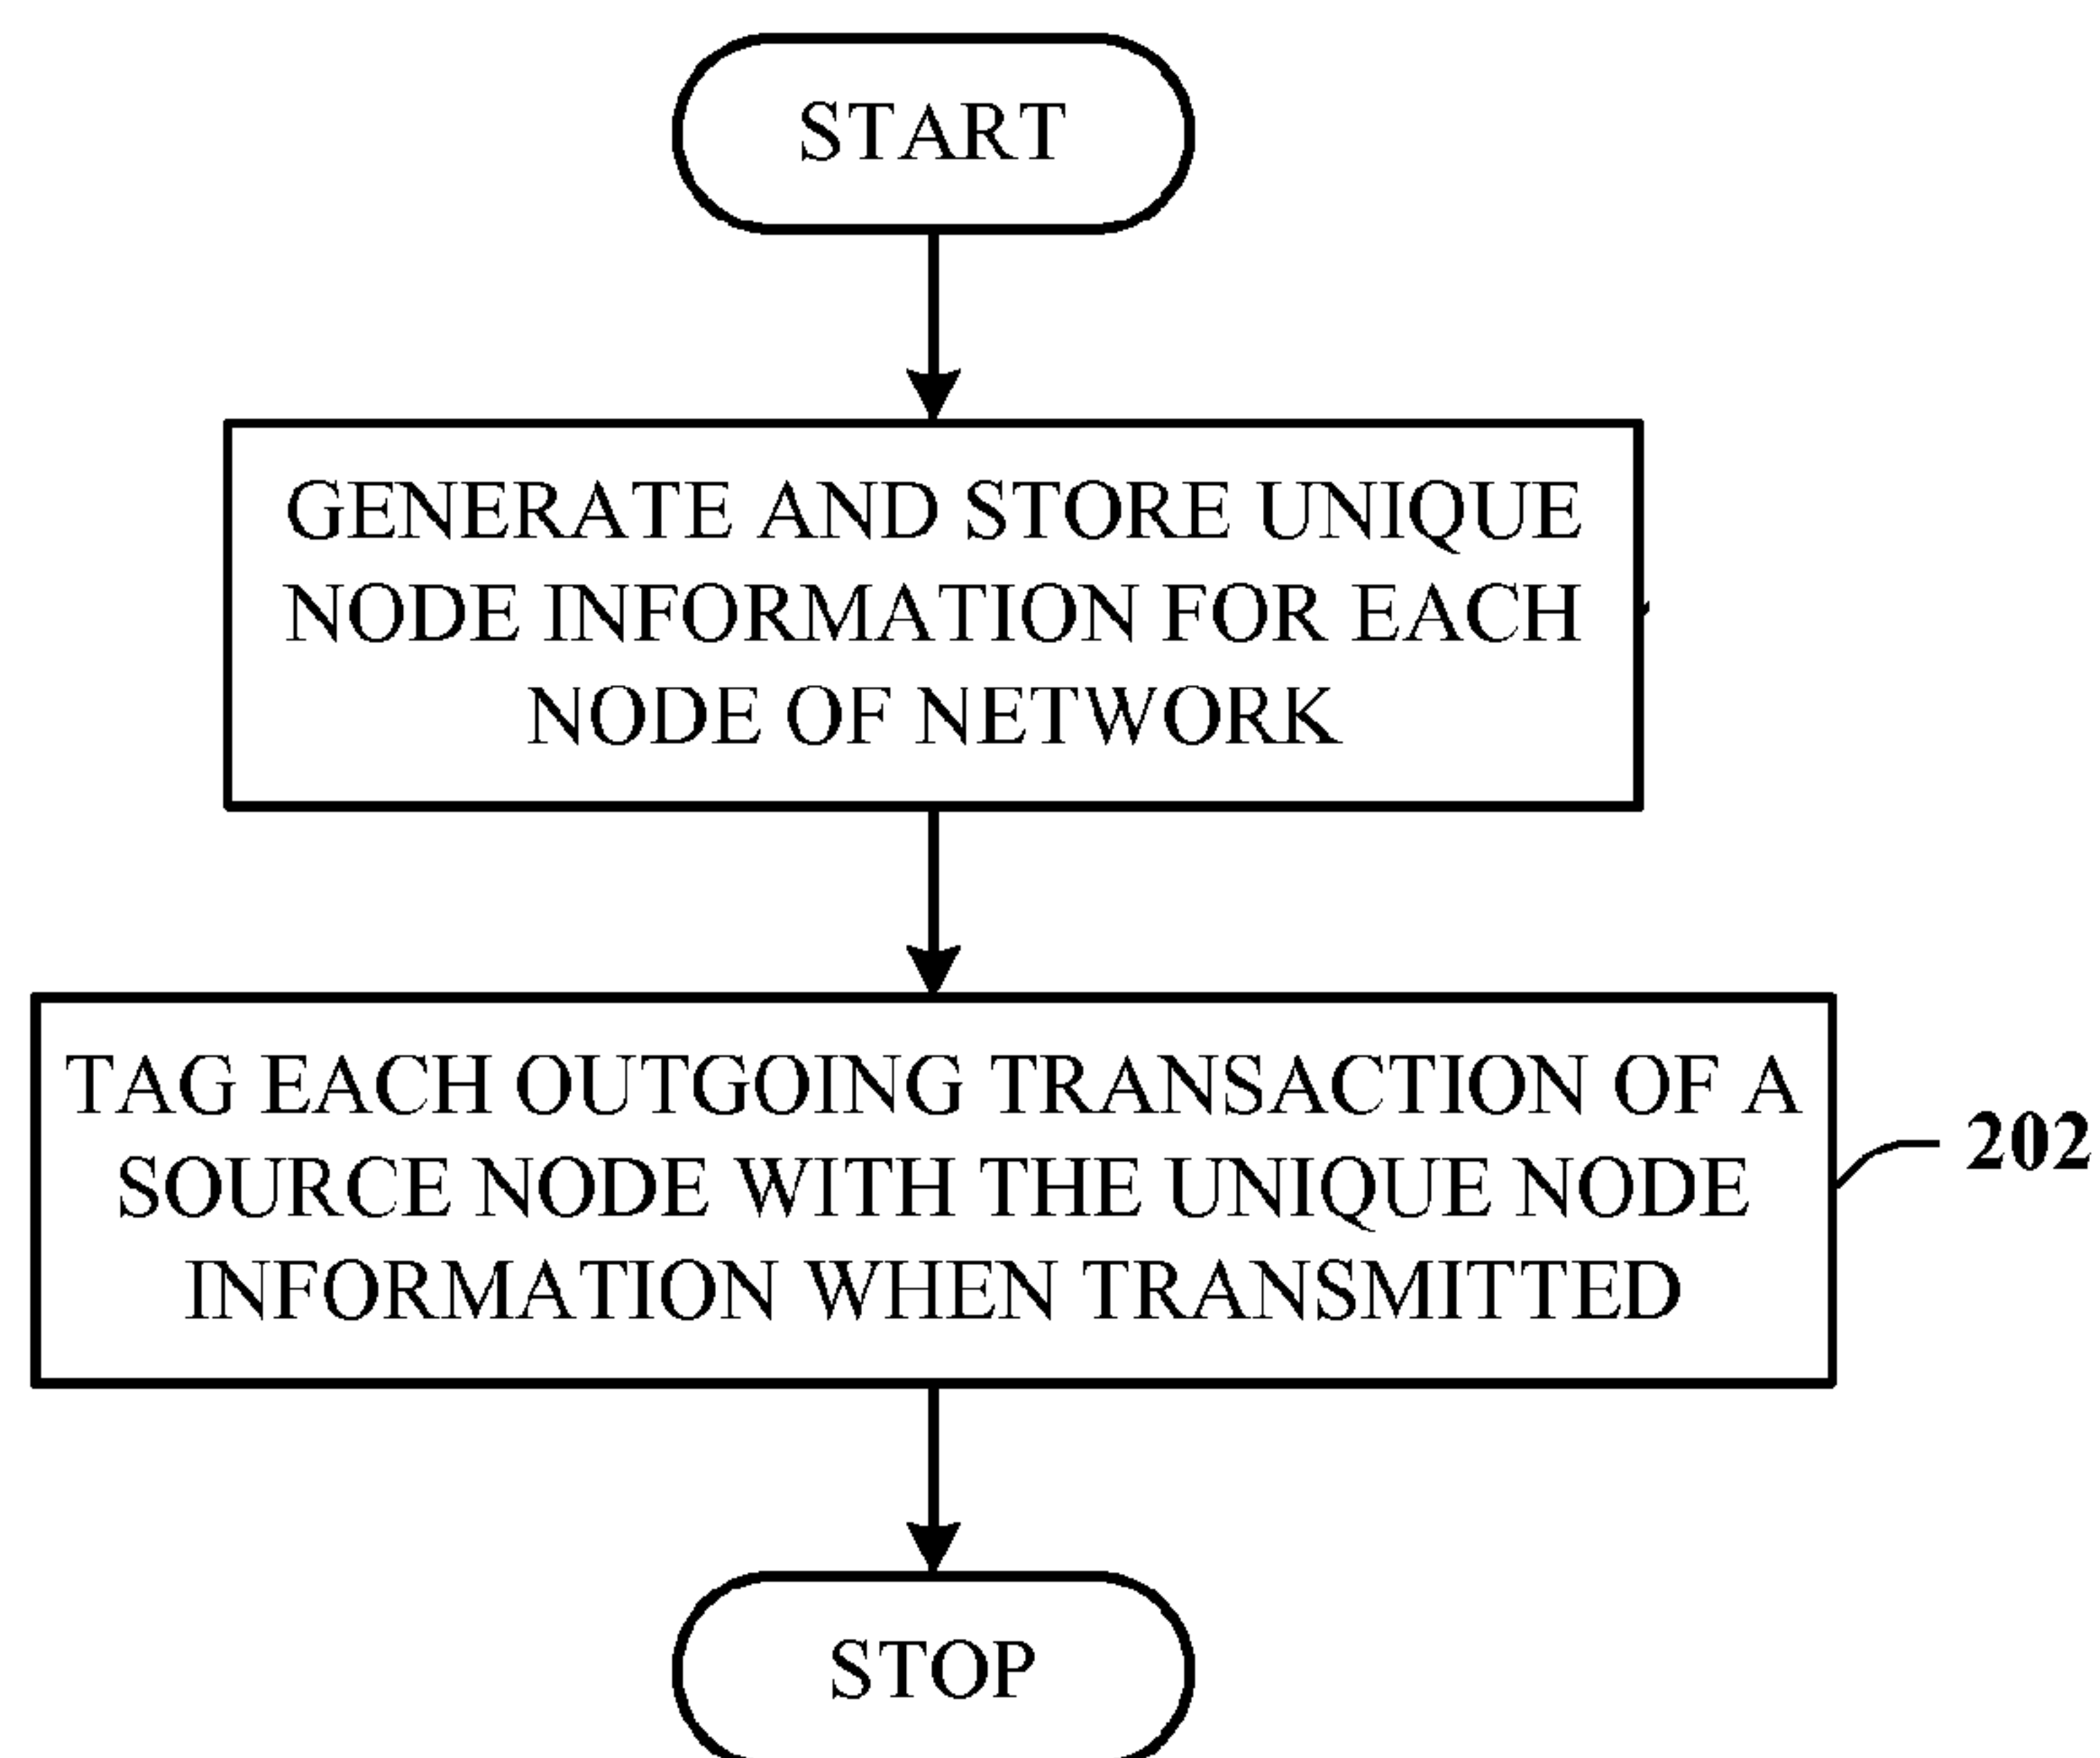 START
GENERATE AND STORE UNIQUE
NODE INFORMATION FOR EACH
NODE OF NETWORK
TAG EACH OUTGOING TRANSACTION OF A
SOURCE NODE WITH THE UNIQUE NODE
INFORMATION WHEN TRANSMITTED
202
STOP